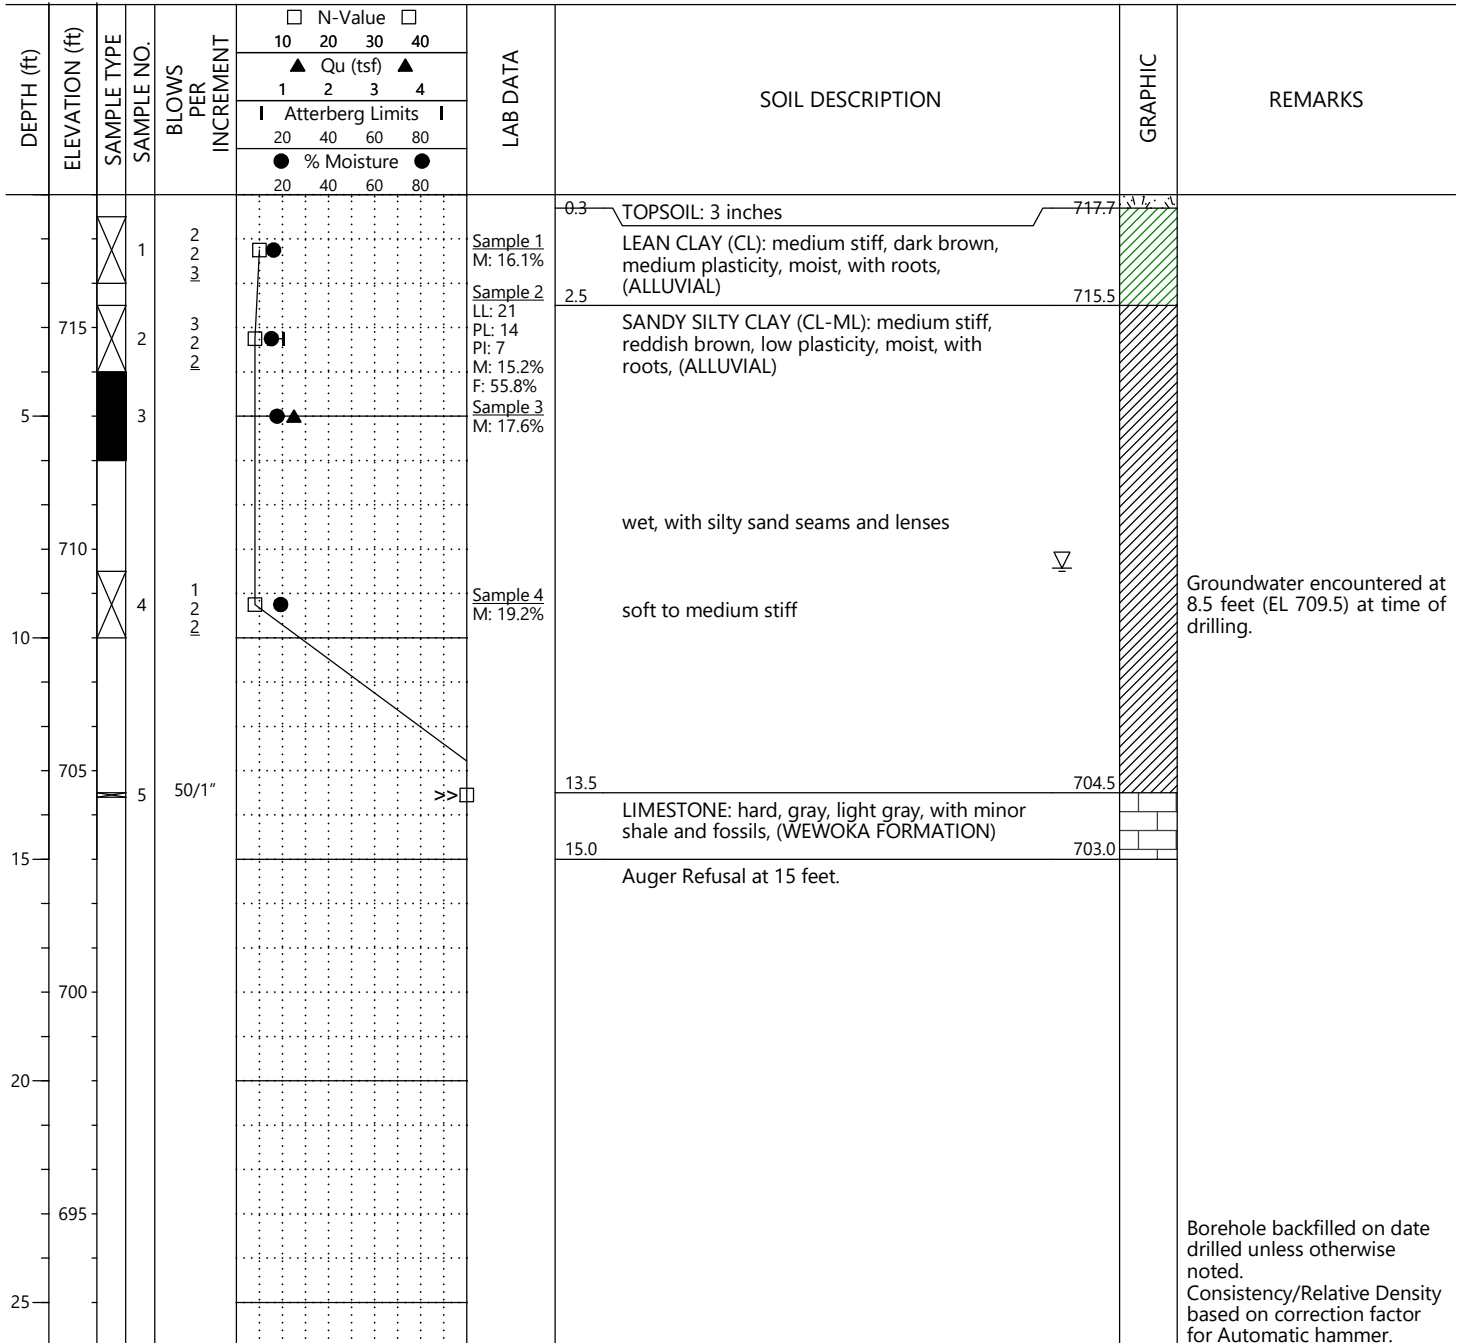 DEPTH (ft)
ELEVATION (ft)
SAMPLE TYPE
SAMPLE NO.
BLOWS
PER
INCREMENT
N-Value
10 20 30 40
Qu (tsf)
1 2 3 4
Atterberg Limits
20 40 60 80
% Moisture
20 40 60 80
LAB DATA
SOIL DESCRIPTION
GRAPHIC
REMARKS
0.3 TOPSOIL: 3 inches 717.7
1
2
2
3
Sample 1
M: 16.1%
LEAN CLAY (CL): medium stiff, dark brown,
medium plasticity, moist, with roots,
(ALLUVIAL)
2.5 715.5
715
2
3
2
2
Sample 2
LL: 21
PL: 14
PI: 7
M: 15.2%
F: 55.8%
SANDY SILTY CLAY (CL-ML): medium stiff,
reddish brown, low plasticity, moist, with
roots, (ALLUVIAL)
5
3
Sample 3
M: 17.6%
wet, with silty sand seams and lenses
710
4
1
2
2
Sample 4
M: 19.2%
soft to medium stiff
Groundwater encountered at
8.5 feet (EL 709.5) at time of
drilling.
10
705
13.5 704.5
5
50/1"
>>
LIMESTONE: hard, gray, light gray, with minor
shale and fossils, (WEWOKA FORMATION)
15.0 703.0
15
Auger Refusal at 15 feet.
700
20
695
Borehole backfilled on date
drilled unless otherwise
noted.
Consistency/Relative Density
based on correction factor
for Automatic hammer.
25